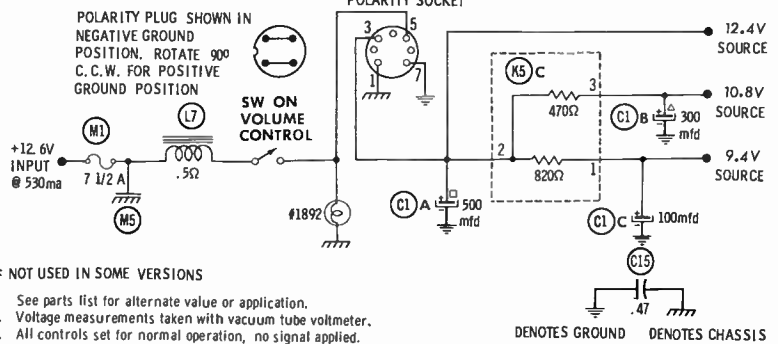 POLARITY SOCKET
POLARITY PLUG SHOWN IN
NEGATIVE GROUND
POSITION. ROTATE 90º
C.C.W. FOR POSITIVE
GROUND POSITION
3
5
1
7
12.4V
SOURCE
K5 C
3
470Ω
10.8V
SOURCE
C1 B
300
mfd
L7
SW ON
VOLUME
CONTROL
M1
+12.6V
INPUT
@ 530ma
7 1/2 A
.5Ω
M5
2
820Ω
1
9.4V
SOURCE
#1892
C1 A
500
mfd
C1 C
100mfd
C15
.47
NOT USED IN SOME VERSIONS
See parts list for alternate value or application.
Voltage measurements taken with vacuum tube voltmeter.
All controls set for normal operation, no signal applied.
DENOTES GROUND
DENOTES CHASSIS